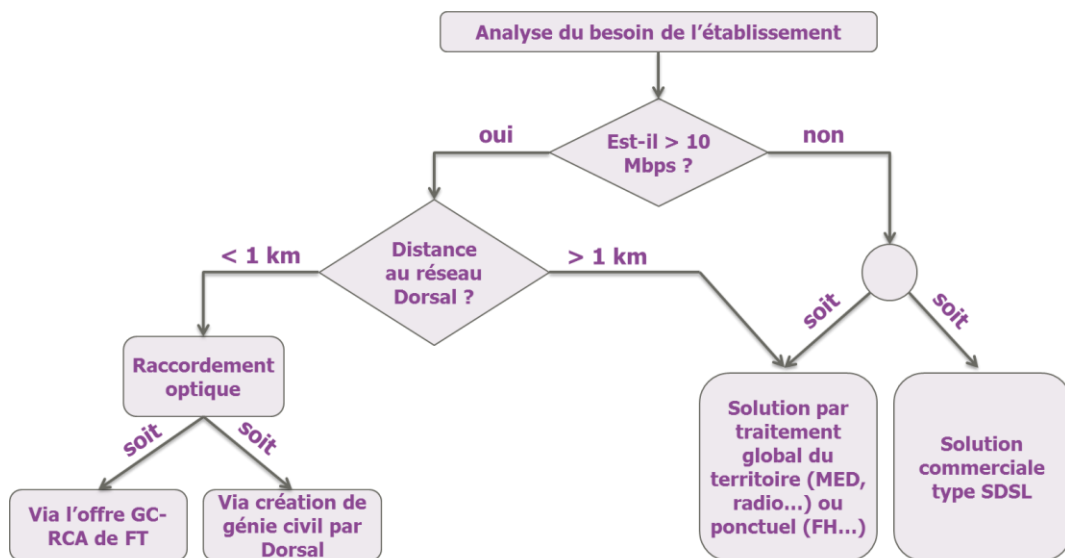 Analyse du besoin de l'établissement
Est-il > 10
Mbps ?
oui
non
Distance
au réseau
Dorsal ?
< 1 km
> 1 km
soit
soit
Raccordement
optique
soit
soit
Via l'offre GC-
RCA de FT
Via création de
génie civil par
Dorsal
Solution par
traitement
global du
territoire (MED,
radio...) ou
ponctuel (FH...)
Solution
commerciale
type SDSL